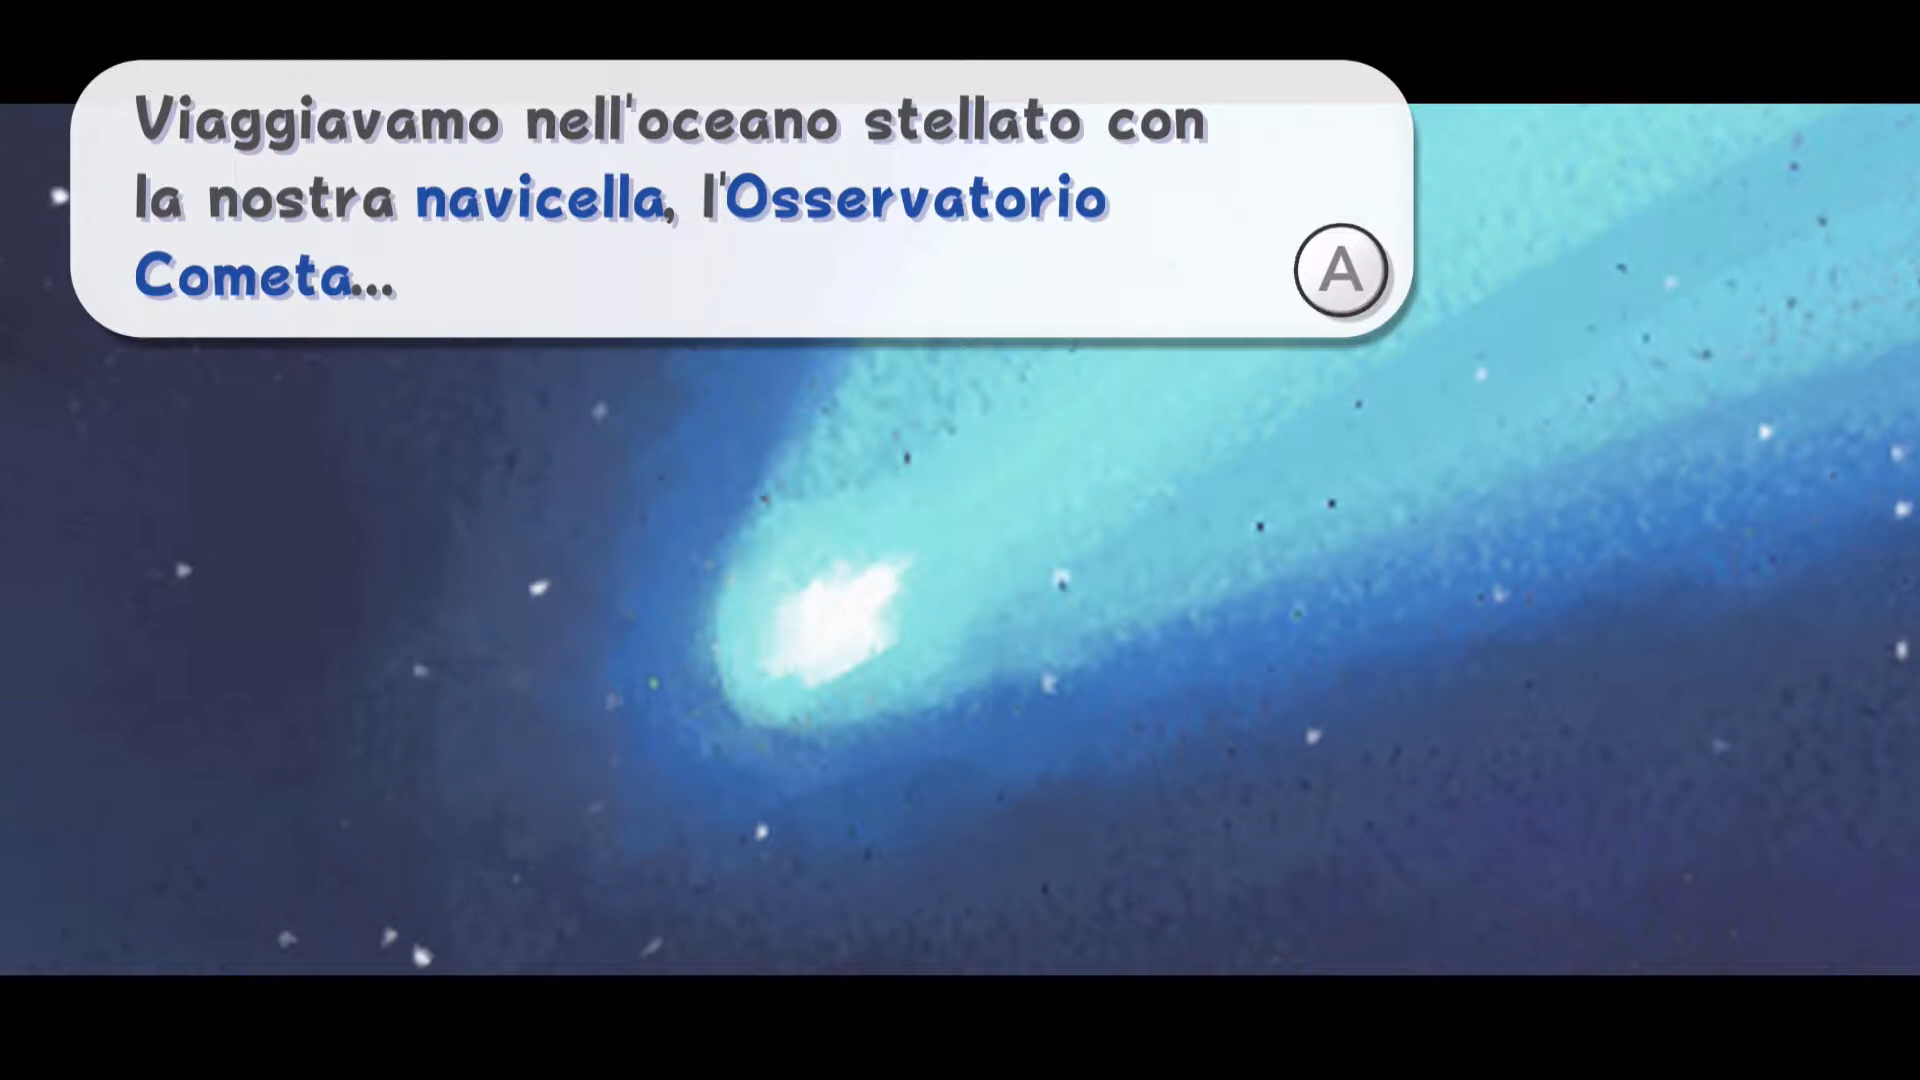 Viaggiavamo nell'oceano stellato con
la nostra navicella, l'Osservatorio
Cometa...
A